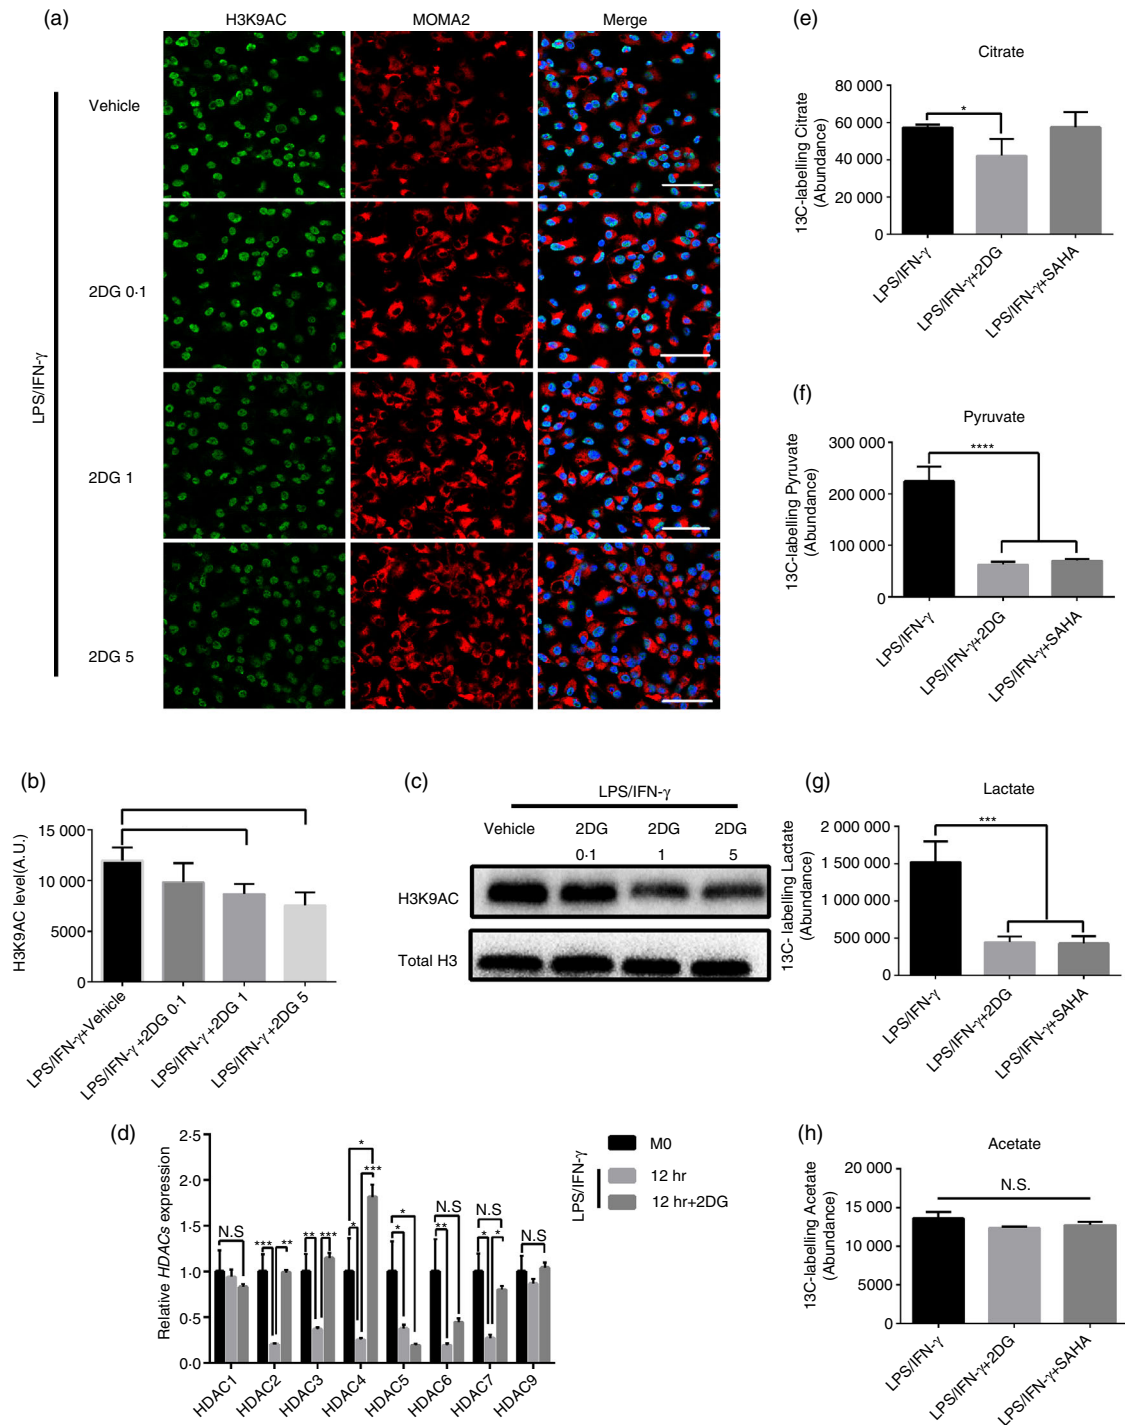 (a)
H3K9AC
MOMA2
Merge
LPS/IFN-γ
Vehicle
2DG 0·1
2DG 1
2DG 5
(b)
H3K9AC level(A.U.)
15 000
10 000
5000
0
LPS/IFN-γ+Vehicle
LPS/IFN-γ +2DG 0·1
LPS/IFN-γ +2DG 1
LPS/IFN-γ +2DG 5
(c)
LPS/IFN-γ
Vehicle 2DG 2DG 2DG
0·1 1 5
H3K9AC
Total H3
(d)
Relative HDACs expression
2·5
2·0
1·5
1·0
0·5
0·0
N.S
*** **
** ***
*
* ***
*
*
N.S
**
N.S
* *
N.S
HDAC1
HDAC2
HDAC3
HDAC4
HDAC5
HDAC6
HDAC7
HDAC9
LPS/IFN-γ
M0
12 hr
12 hr+2DG
(e)
Citrate
13C-labelling Citrate
(Abundance)
80 000
60 000
40 000
20 000
0
*
LPS/IFN-γ
LPS/IFN-γ+2DG
LPS/IFN-γ+SAHA
(f)
Pyruvate
13C-labelling Pyruvate
(Abundance)
300 000
200 000
100 000
0
****
LPS/IFN-γ
LPS/IFN-γ+2DG
LPS/IFN-γ+SAHA
(g)
Lactate
13C- labelling Lactate
(Abundance)
2 000 000
1 500 000
1 000 000
500 000
0
***
LPS/IFN-γ
LPS/IFN-γ+2DG
LPS/IFN-γ+SAHA
(h)
Acetate
13C-labelling Acetate
(Abundance)
20 000
15 000
10 000
5000
0
N.S.
LPS/IFN-γ
LPS/IFN-γ+2DG
LPS/IFN-γ+SAHA